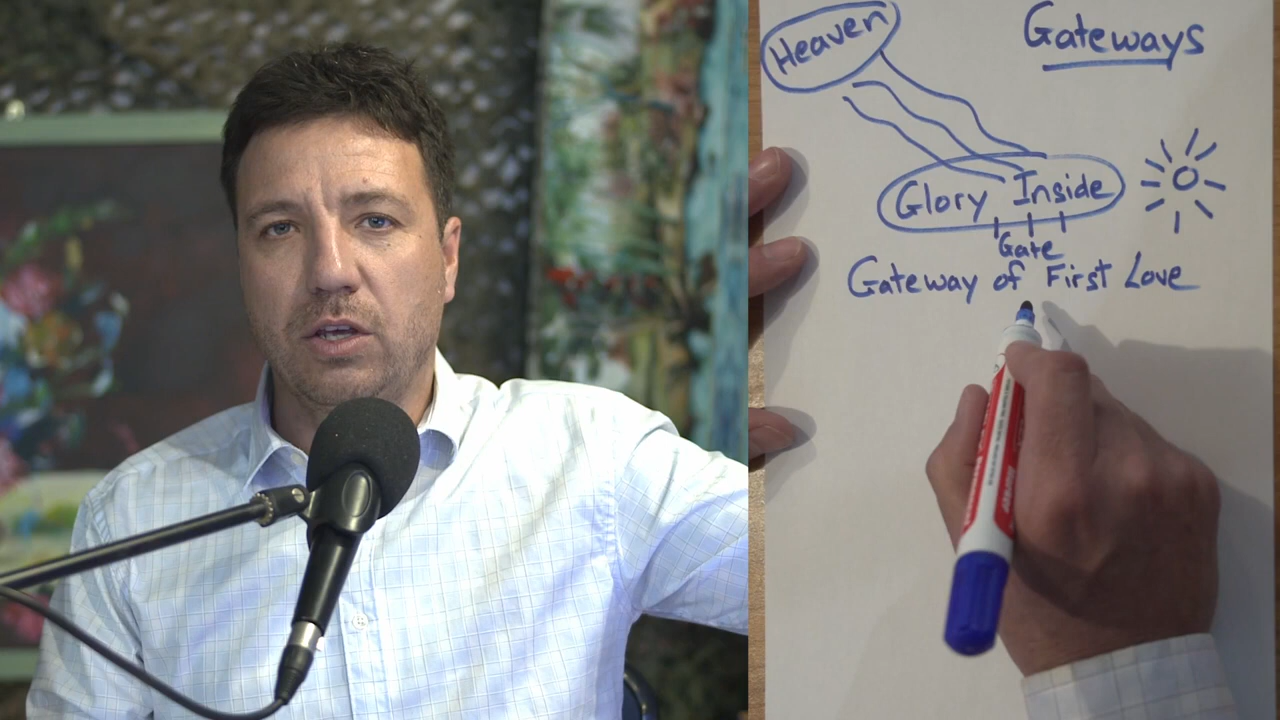 Gateways
Heaven
Glory Inside
Gate
Gateway of First Love